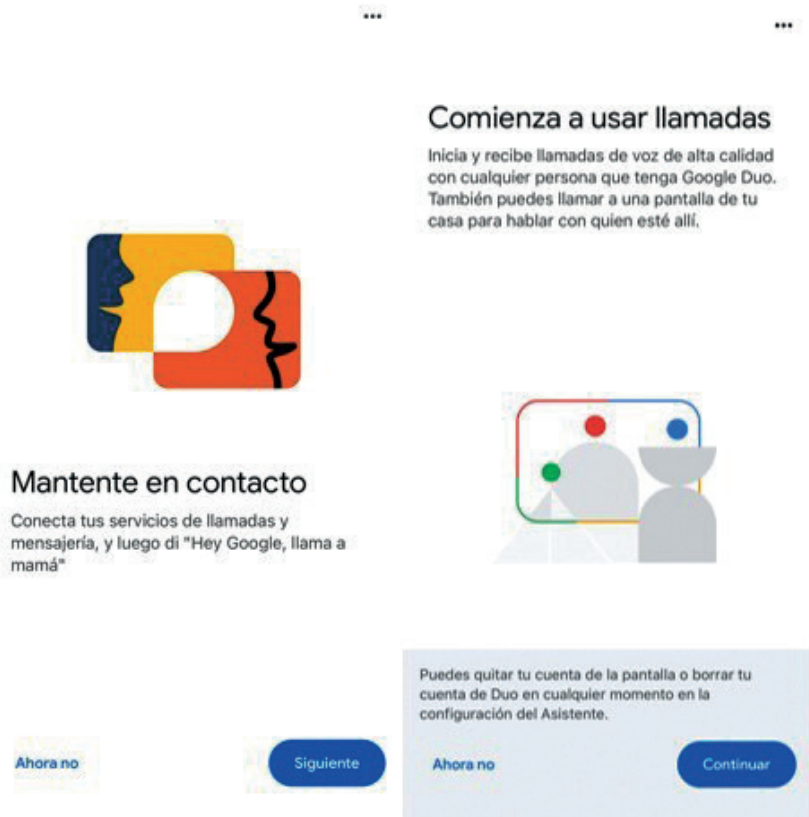 Mantente en contacto
Conecta tus servicios de llamadas y
mensajería, y luego di "Hey Google, llama a
mamá"
Ahora no
Siguiente
Comienza a usar llamadas
Inicia y recibe llamadas de voz de alta calidad
con cualquier persona que tenga Google Duo.
También puedes llamar a una pantalla de tu
casa para hablar con quien esté allí.
Puedes quitar tu cuenta de la pantalla o borrar tu
cuenta de Duo en cualquier momento en la
configuración del Asistente.
Ahora no
Continuar